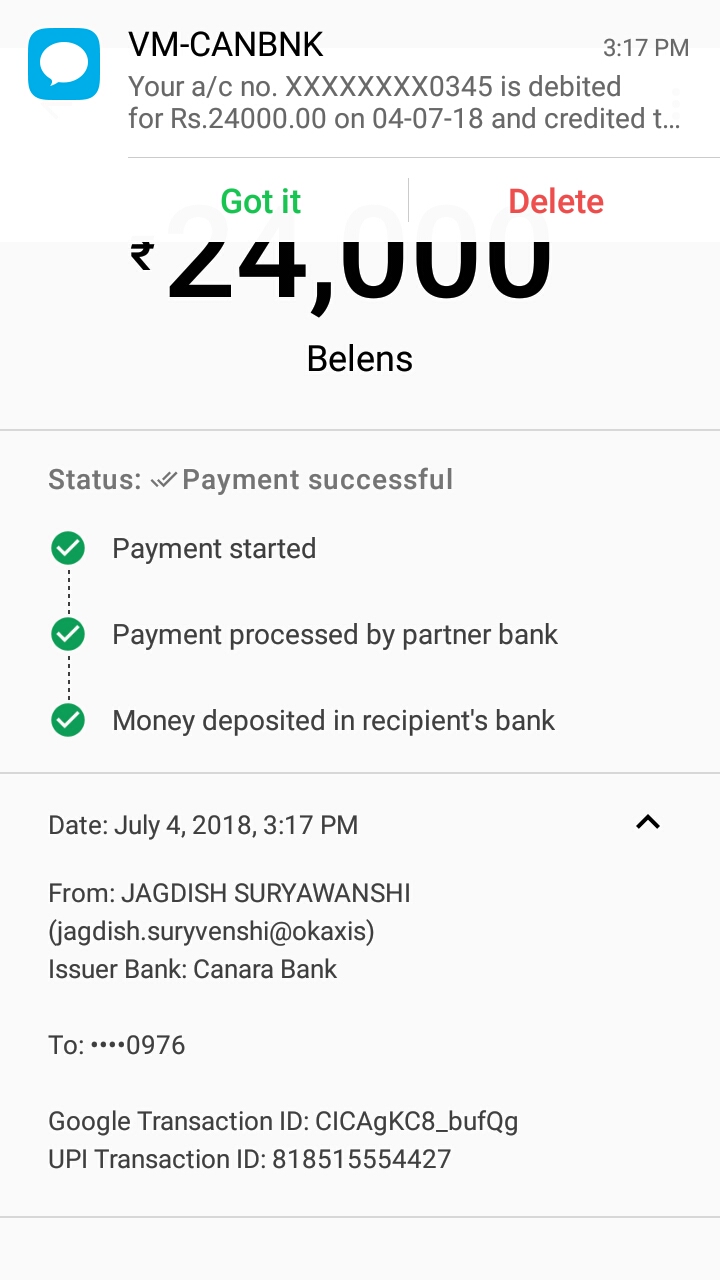 VM-CANBNK
3:17 PM
Your a/c no. XXXXXXXX0345 is debited
for Rs.24000.00 on 04-07-18 and credited t...
Got it
Delete
₹24,000
Belens
Status: Payment successful
Payment started
Payment processed by partner bank
Money deposited in recipient's bank
Date: July 4, 2018, 3:17 PM
From: JAGDISH SURYAWANSHI
(jagdish.suryvenshi@okaxis)
Issuer Bank: Canara Bank
To: ••••0976
Google Transaction ID: CICAgKC8_bufQg
UPI Transaction ID: 818515554427